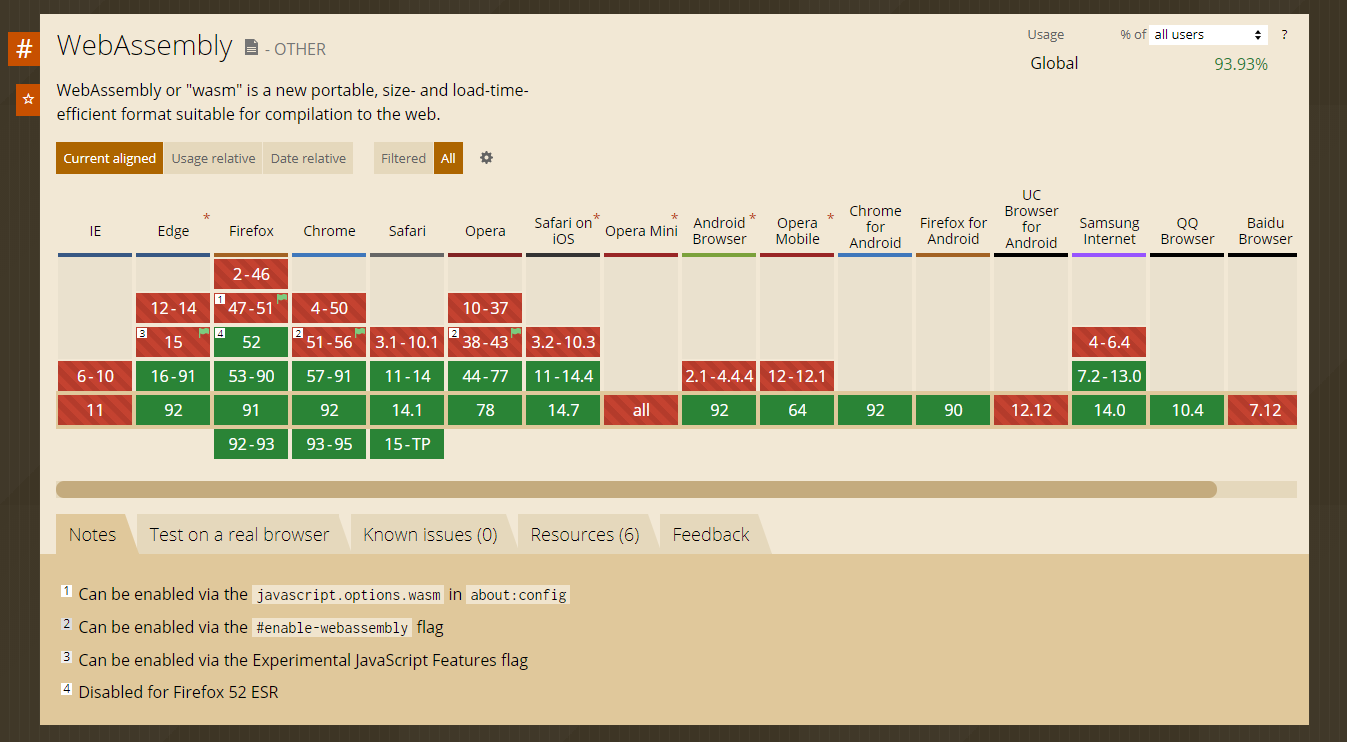 #
WebAssembly - OTHER
Usage % of all users ?
Global 93.93%
WebAssembly or "wasm" is a new portable, size- and load-time-
efficient format suitable for compilation to the web.
Current aligned Usage relative Date relative Filtered All
IE Edge * Firefox Chrome Safari Opera Safari on iOS * Opera Mini * Android Browser * Opera Mobile * Chrome for Android Firefox for Android UC Browser for Android Samsung Internet QQ Browser Baidu Browser
2-46
12-14 1 47-51 4-50 10-37
3 15 4 52 2 51-56 3.1-10.1 2 38-43 3.2-10.3 4-6.4
6-10 16-91 53-90 57-91 11-14 44-77 11-14.4 2.1-4.4.4 12-12.1 7.2-13.0
11 92 91 92 14.1 78 14.7 all 92 64 92 90 12.12 14.0 10.4 7.12
92-93 93-95 15-TP
Notes Test on a real browser Known issues (0) Resources (6) Feedback
1 Can be enabled via the javascript.options.wasm in about:config
2 Can be enabled via the #enable-webassembly flag
3 Can be enabled via the Experimental JavaScript Features flag
4 Disabled for Firefox 52 ESR